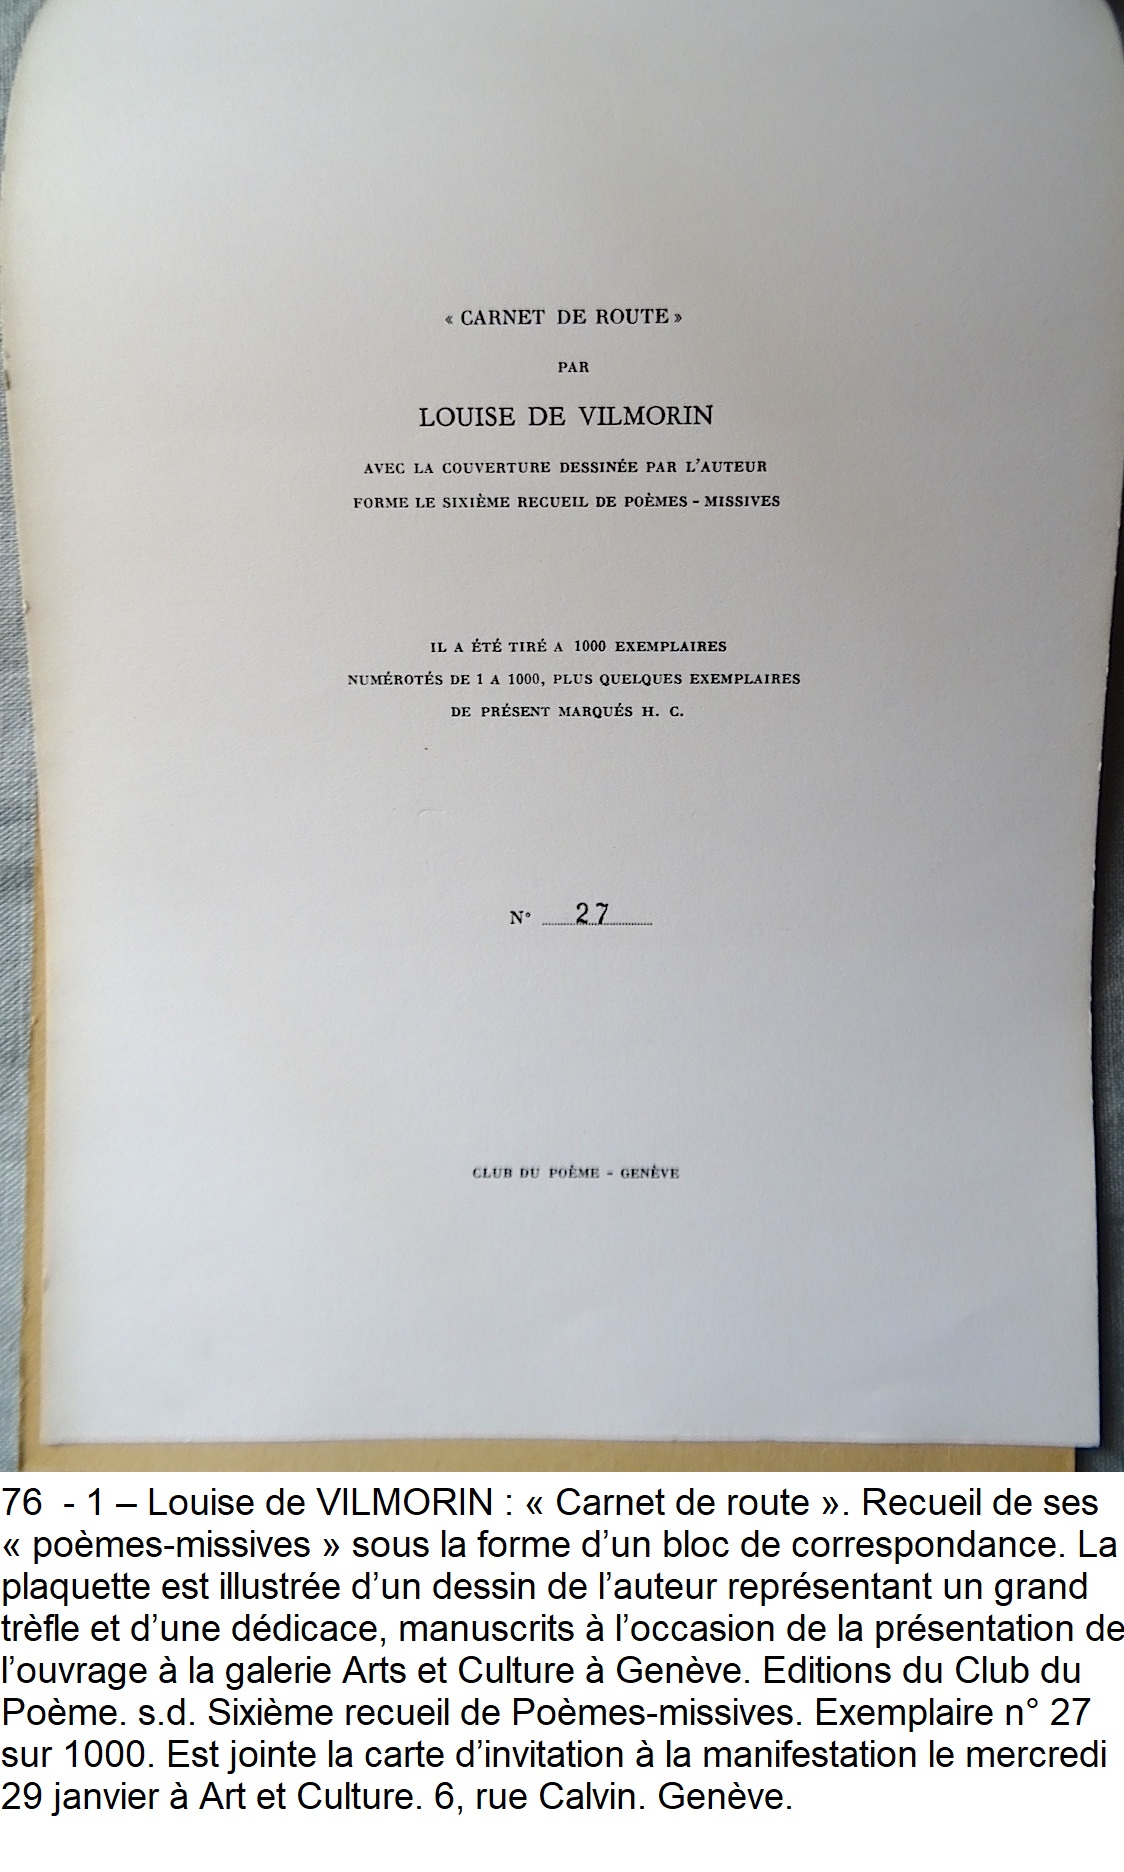 « CARNET DE ROUTE »
PAR
LOUISE DE VILMORIN
AVEC LA COUVERTURE DESSINÉE PAR L'AUTEUR
FORME LE SIXIÈME RECUEIL DE POÈMES - MISSIVES
IL A ÉTÉ TIRÉ A 1000 EXEMPLAIRES
NUMÉROTÉS DE 1 A 1000, PLUS QUELQUES EXEMPLAIRES
DE PRÉSENT MARQUÉS H. C.
N° 27
CLUB DU POÈME - GENÈVE
76 - 1 – Louise de VILMORIN : « Carnet de route ». Recueil de ses
« poèmes-missives » sous la forme d’un bloc de correspondance. La
plaquette est illustrée d’un dessin de l’auteur représentant un grand
trèfle et d’une dédicace, manuscrits à l’occasion de la présentation de
l’ouvrage à la galerie Arts et Culture à Genève. Editions du Club du
Poème. s.d. Sixième recueil de Poèmes-missives. Exemplaire n° 27
sur 1000. Est jointe la carte d’invitation à la manifestation le mercredi
29 janvier à Art et Culture. 6, rue Calvin. Genève.